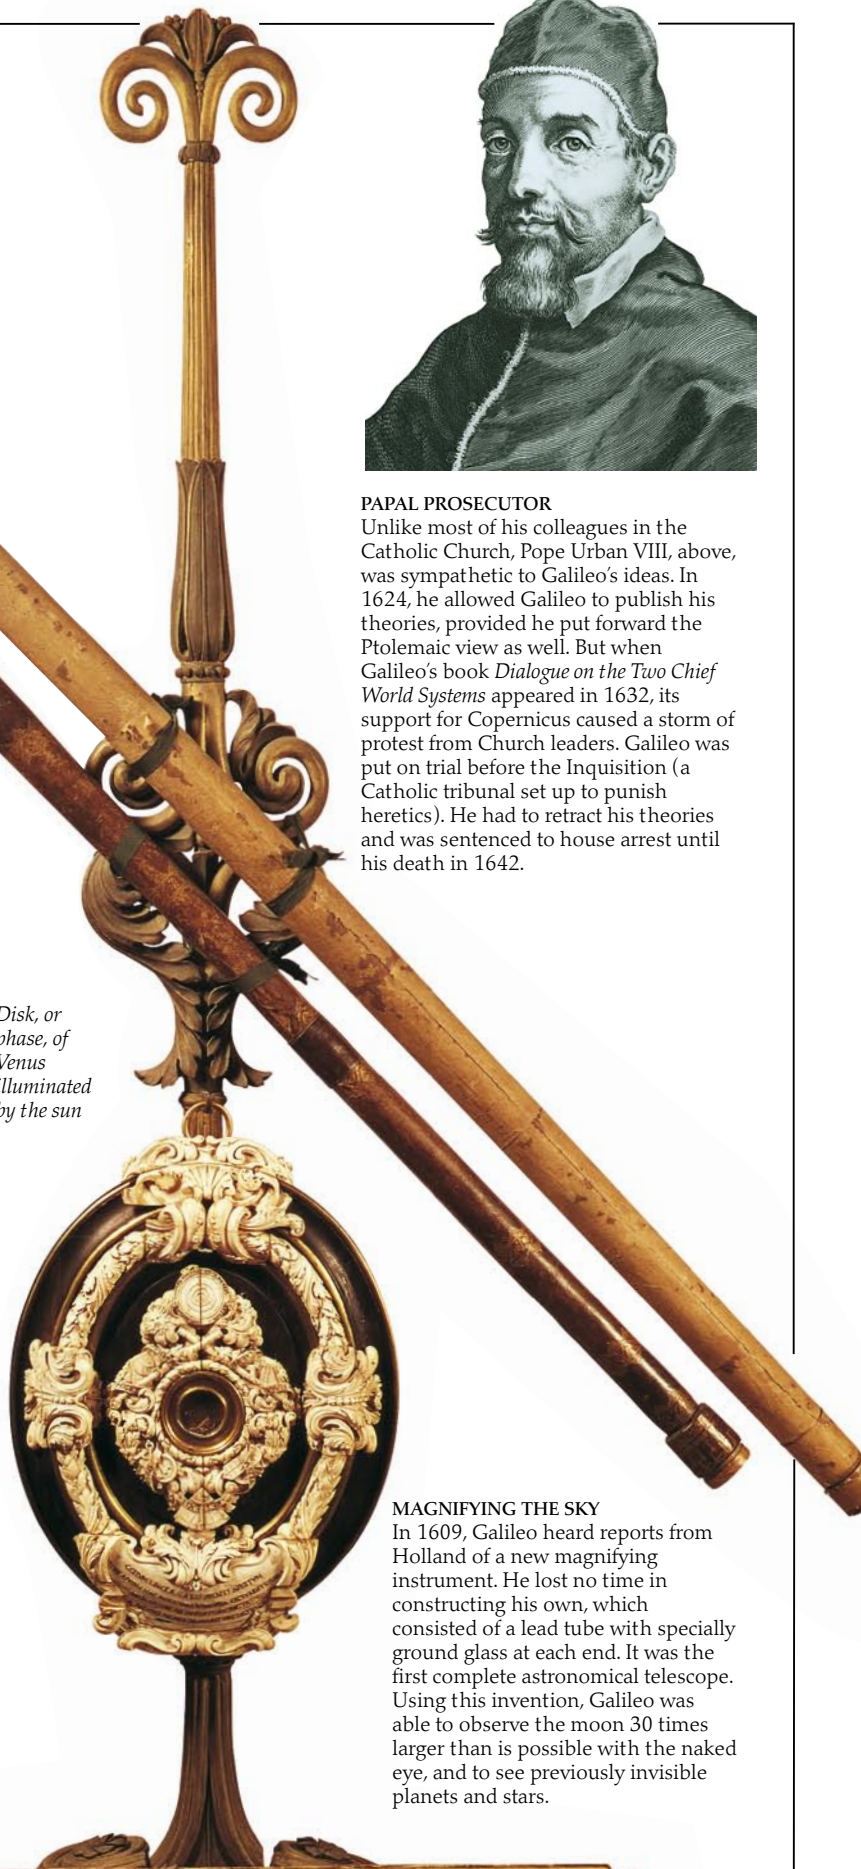 PAPAL PROSECUTOR
Unlike most of his colleagues in the
Catholic Church, Pope Urban VIII, above,
was sympathetic to Galileo’s ideas. In
1624, he allowed Galileo to publish his
theories, provided he put forward the
Ptolemaic view as well. But when
Galileo’s book Dialogue on the Two Chief
World Systems appeared in 1632, its
support for Copernicus caused a storm of
protest from Church leaders. Galileo was
put on trial before the Inquisition (a
Catholic tribunal set up to punish
heretics). He had to retract his theories
and was sentenced to house arrest until
his death in 1642.
Disk, or
phase, of
Venus
illuminated
by the sun
MAGNIFYING THE SKY
In 1609, Galileo heard reports from
Holland of a new magnifying
instrument. He lost no time in
constructing his own, which
consisted of a lead tube with specially
ground glass at each end. It was the
first complete astronomical telescope.
Using this invention, Galileo was
able to observe the moon 30 times
larger than is possible with the naked
eye, and to see previously invisible
planets and stars.